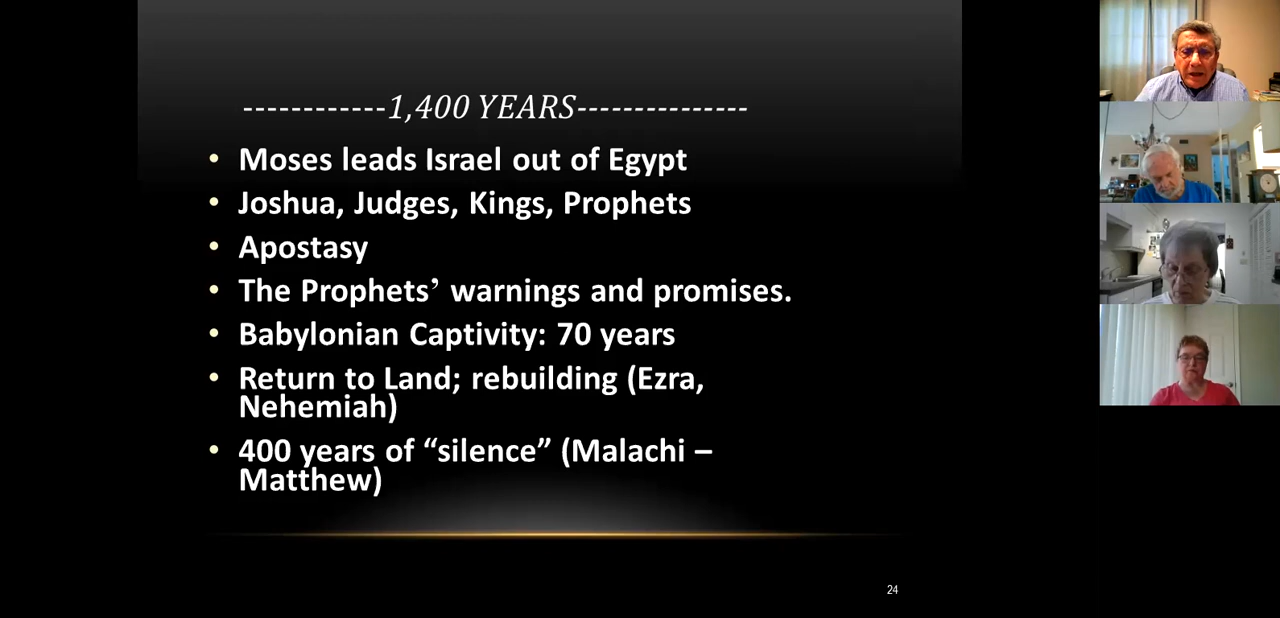 ------------1,400 YEARS---------------
• Moses leads Israel out of Egypt
• Joshua, Judges, Kings, Prophets
• Apostasy
• The Prophets’ warnings and promises.
• Babylonian Captivity: 70 years
• Return to Land; rebuilding (Ezra,
Nehemiah)
• 400 years of “silence” (Malachi –
Matthew)
24